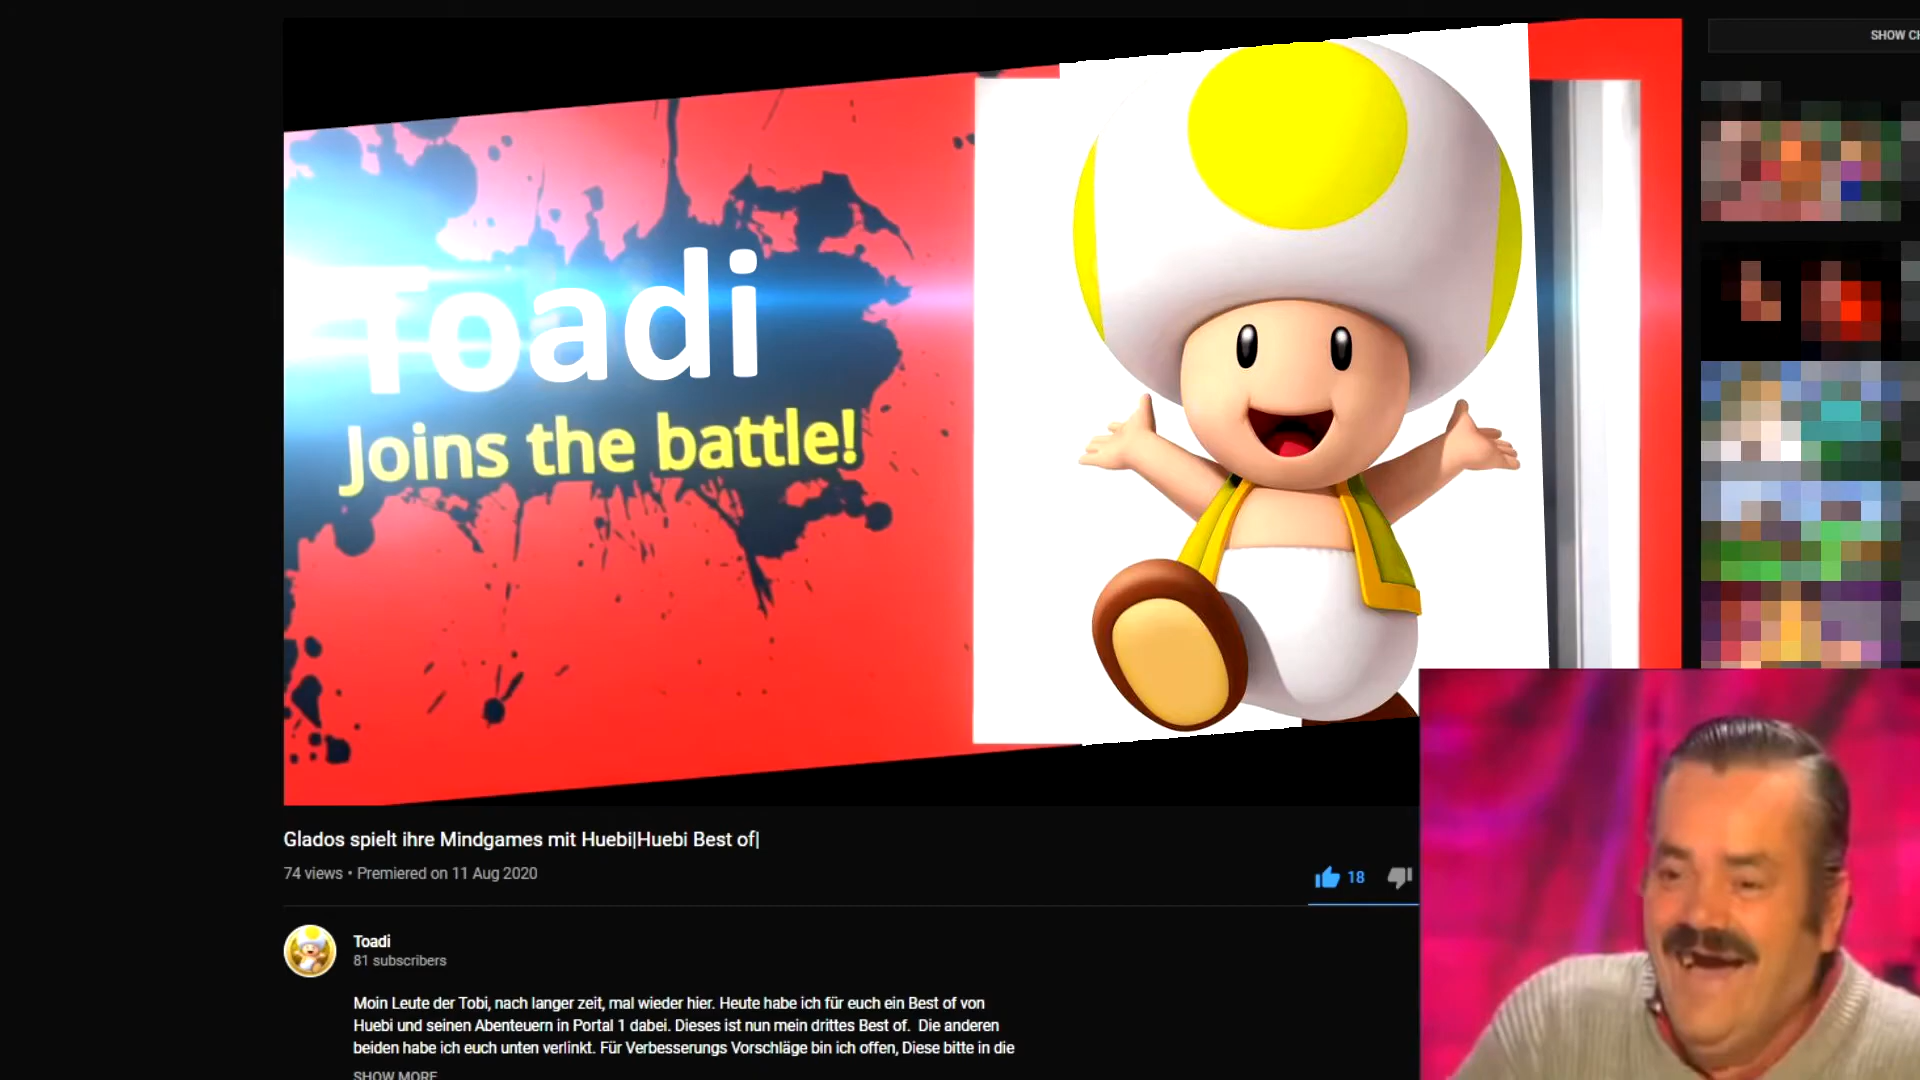 SHOW CH
Toadi
Joins the battle!
Glados spielt ihre Mindgames mit Huebi|Huebi Best of|
74 views • Premiered on 11 Aug 2020
18
Toadi
81 subscribers
Moin Leute der Tobi, nach langer zeit, mal wieder hier. Heute habe ich für euch ein Best of von
Huebi und seinen Abenteuern in Portal 1 dabei. Dieses ist nun mein drittes Best of. Die anderen
beiden habe ich euch unten verlinkt. Für Verbesserungs Vorschläge bin ich offen, Diese bitte in die
SHOW MORE